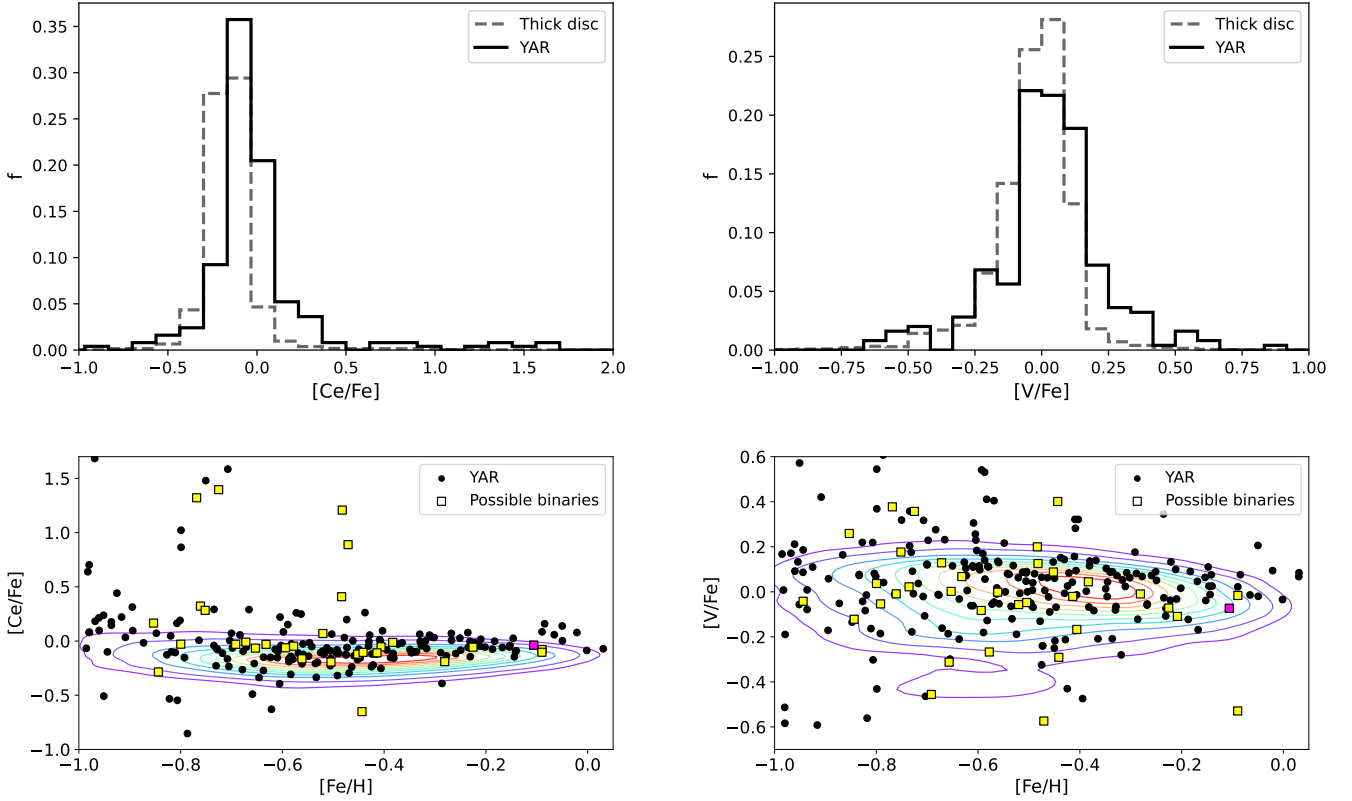 0.35
0.30
0.25
0.20
0.15
0.10
0.05
0.00
f
−1.0 −0.5 0.0 0.5 1.0 1.5 2.0
[Ce/Fe]
Thick disc
YAR
0.25
0.20
0.15
0.10
0.05
0.00
f
−1.00 −0.75 −0.50 −0.25 0.00 0.25 0.50 0.75 1.00
[V/Fe]
Thick disc
YAR
1.5
1.0
0.5
0.0
−0.5
−1.0
[Ce/Fe]
−1.0 −0.8 −0.6 −0.4 −0.2 0.0
[Fe/H]
YAR
Possible binaries
0.6
0.4
0.2
0.0
−0.2
−0.4
−0.6
[V/Fe]
−1.0 −0.8 −0.6 −0.4 −0.2 0.0
[Fe/H]
YAR
Possible binaries